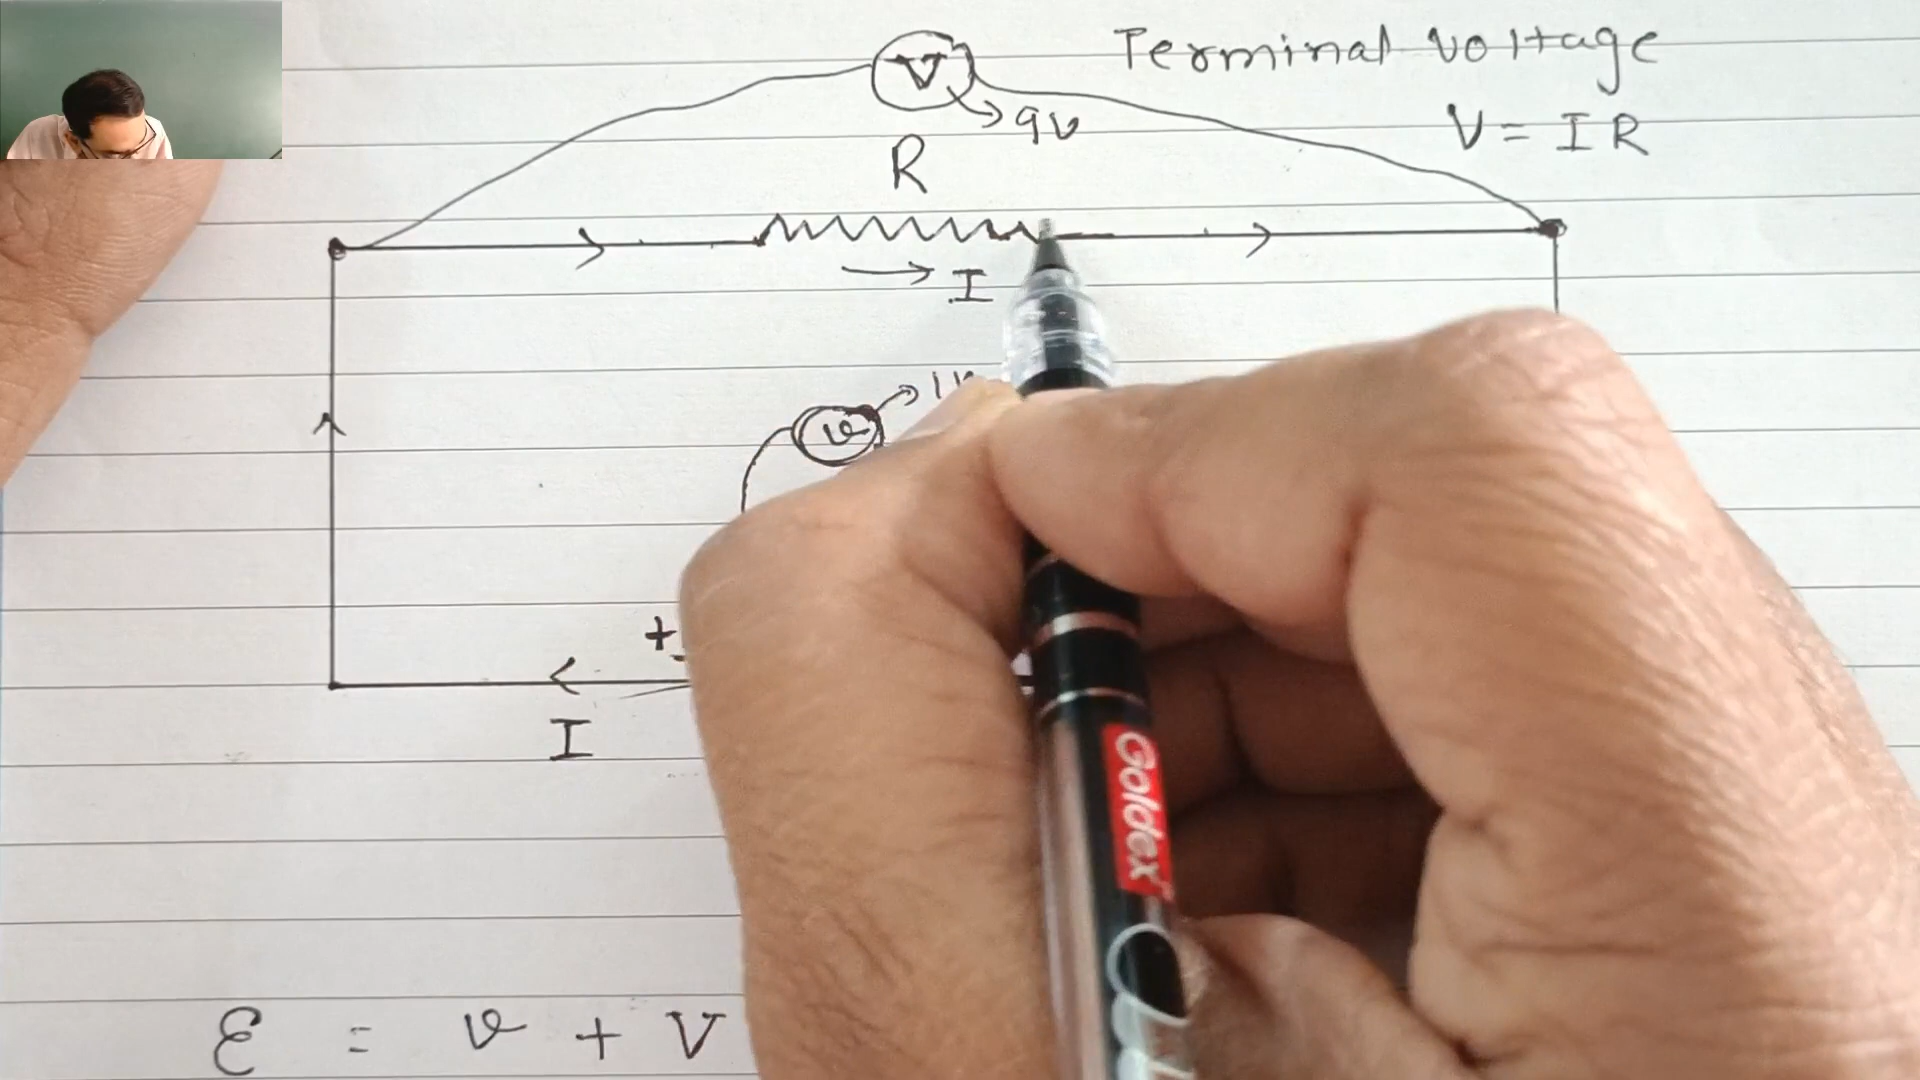 V
Terminal voltage
9v
V = IR
R
I
v
+
I
Goldex
ε = v + V